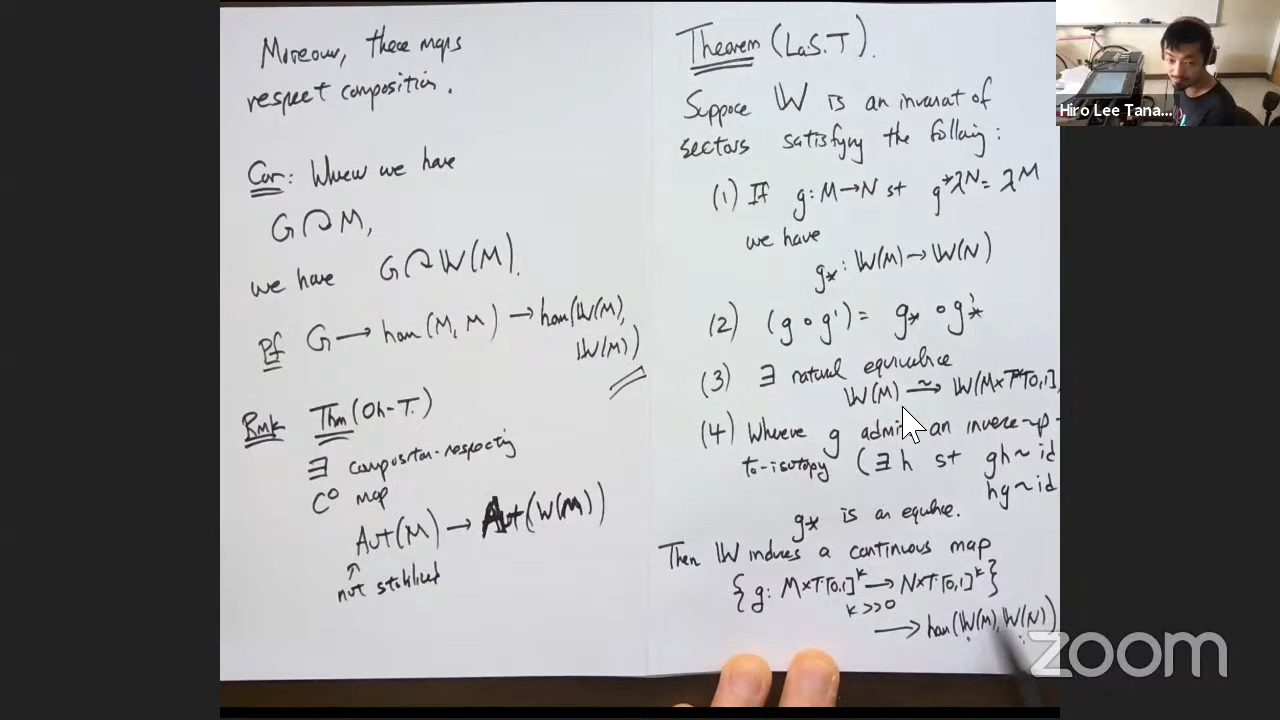 Moreover, these maps
respect composition.
Cor: Whenever we have
G ↷ M,
we have G ↷ W(M).
Pf G → hom(M, M) → hom(W(M),
W(M))
Rmk Thm (Oh-T.)
∃ composition-respecting
C⁰ map
Aut(M) → Aut(W(M))
↑
not stabilized
Theorem (La.S.T).
Suppose W is an invariant of
sectors satisfying the following:
(1) If g: M→N st g*λᴺ = λᴹ
we have
g⁎: W(M) → W(N)
(2) (g∘g') = g⁎ ∘ g'⁎
(3) ∃ natural equivalence
W(M) ⥲ W(M×T*[0,1]
(4) Whenever g admits an inverse-up-
to-isotopy (∃ h st gh ~ id
hg ~ id
g⁎ is an equivalence.
Then W induces a continuous map
{g: M×T*[0,1]ᵏ → N×T*[0,1]ᵏ}
k >> 0
→ hom(W(M), W(N))
Hiro Lee Tana...
zoom